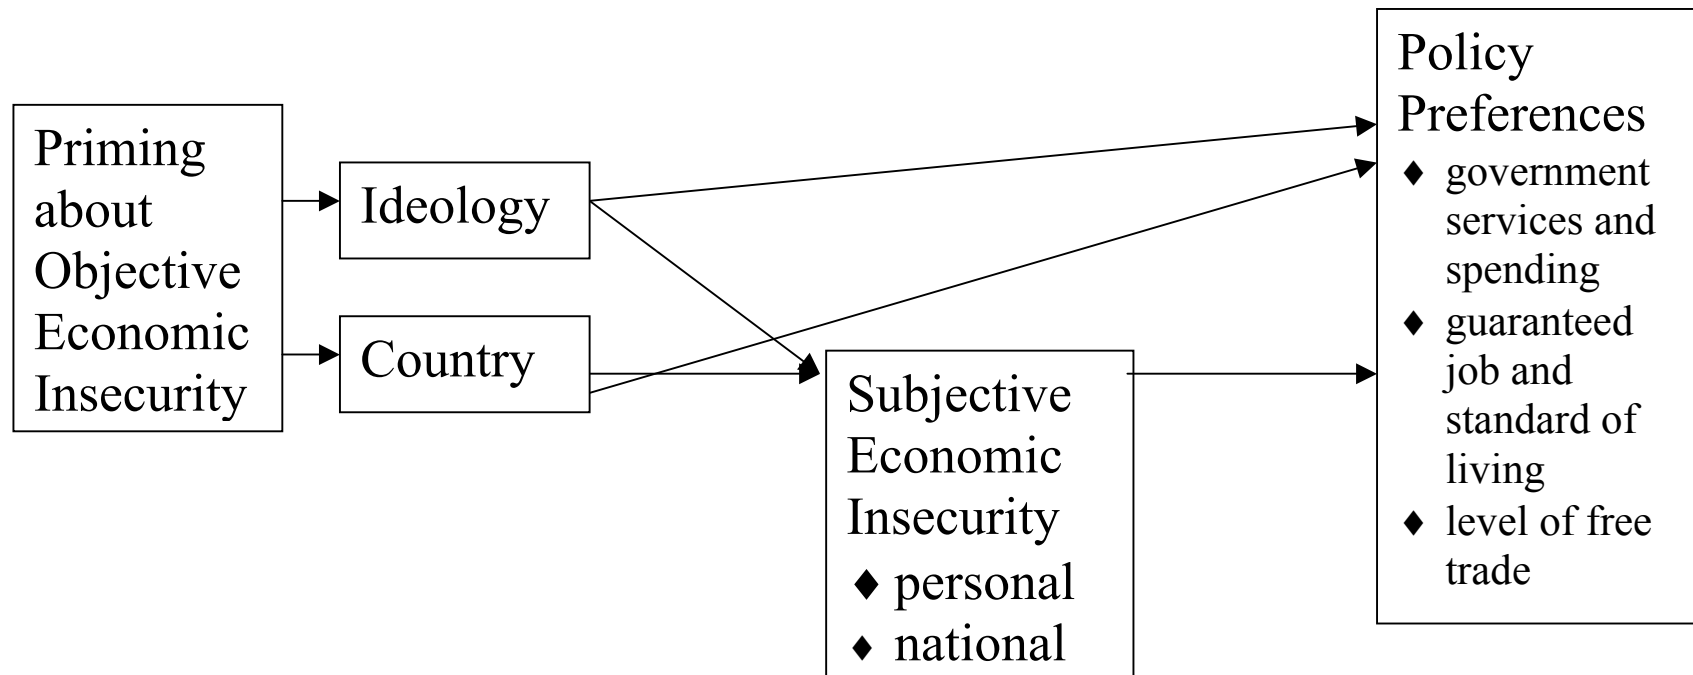 Priming
about
Objective
Economic
Insecurity
Ideology
Country
Subjective
Economic
Insecurity
♦ personal
♦ national
Policy
Preferences
♦ government
services and
spending
♦ guaranteed
job and
standard of
living
♦ level of free
trade